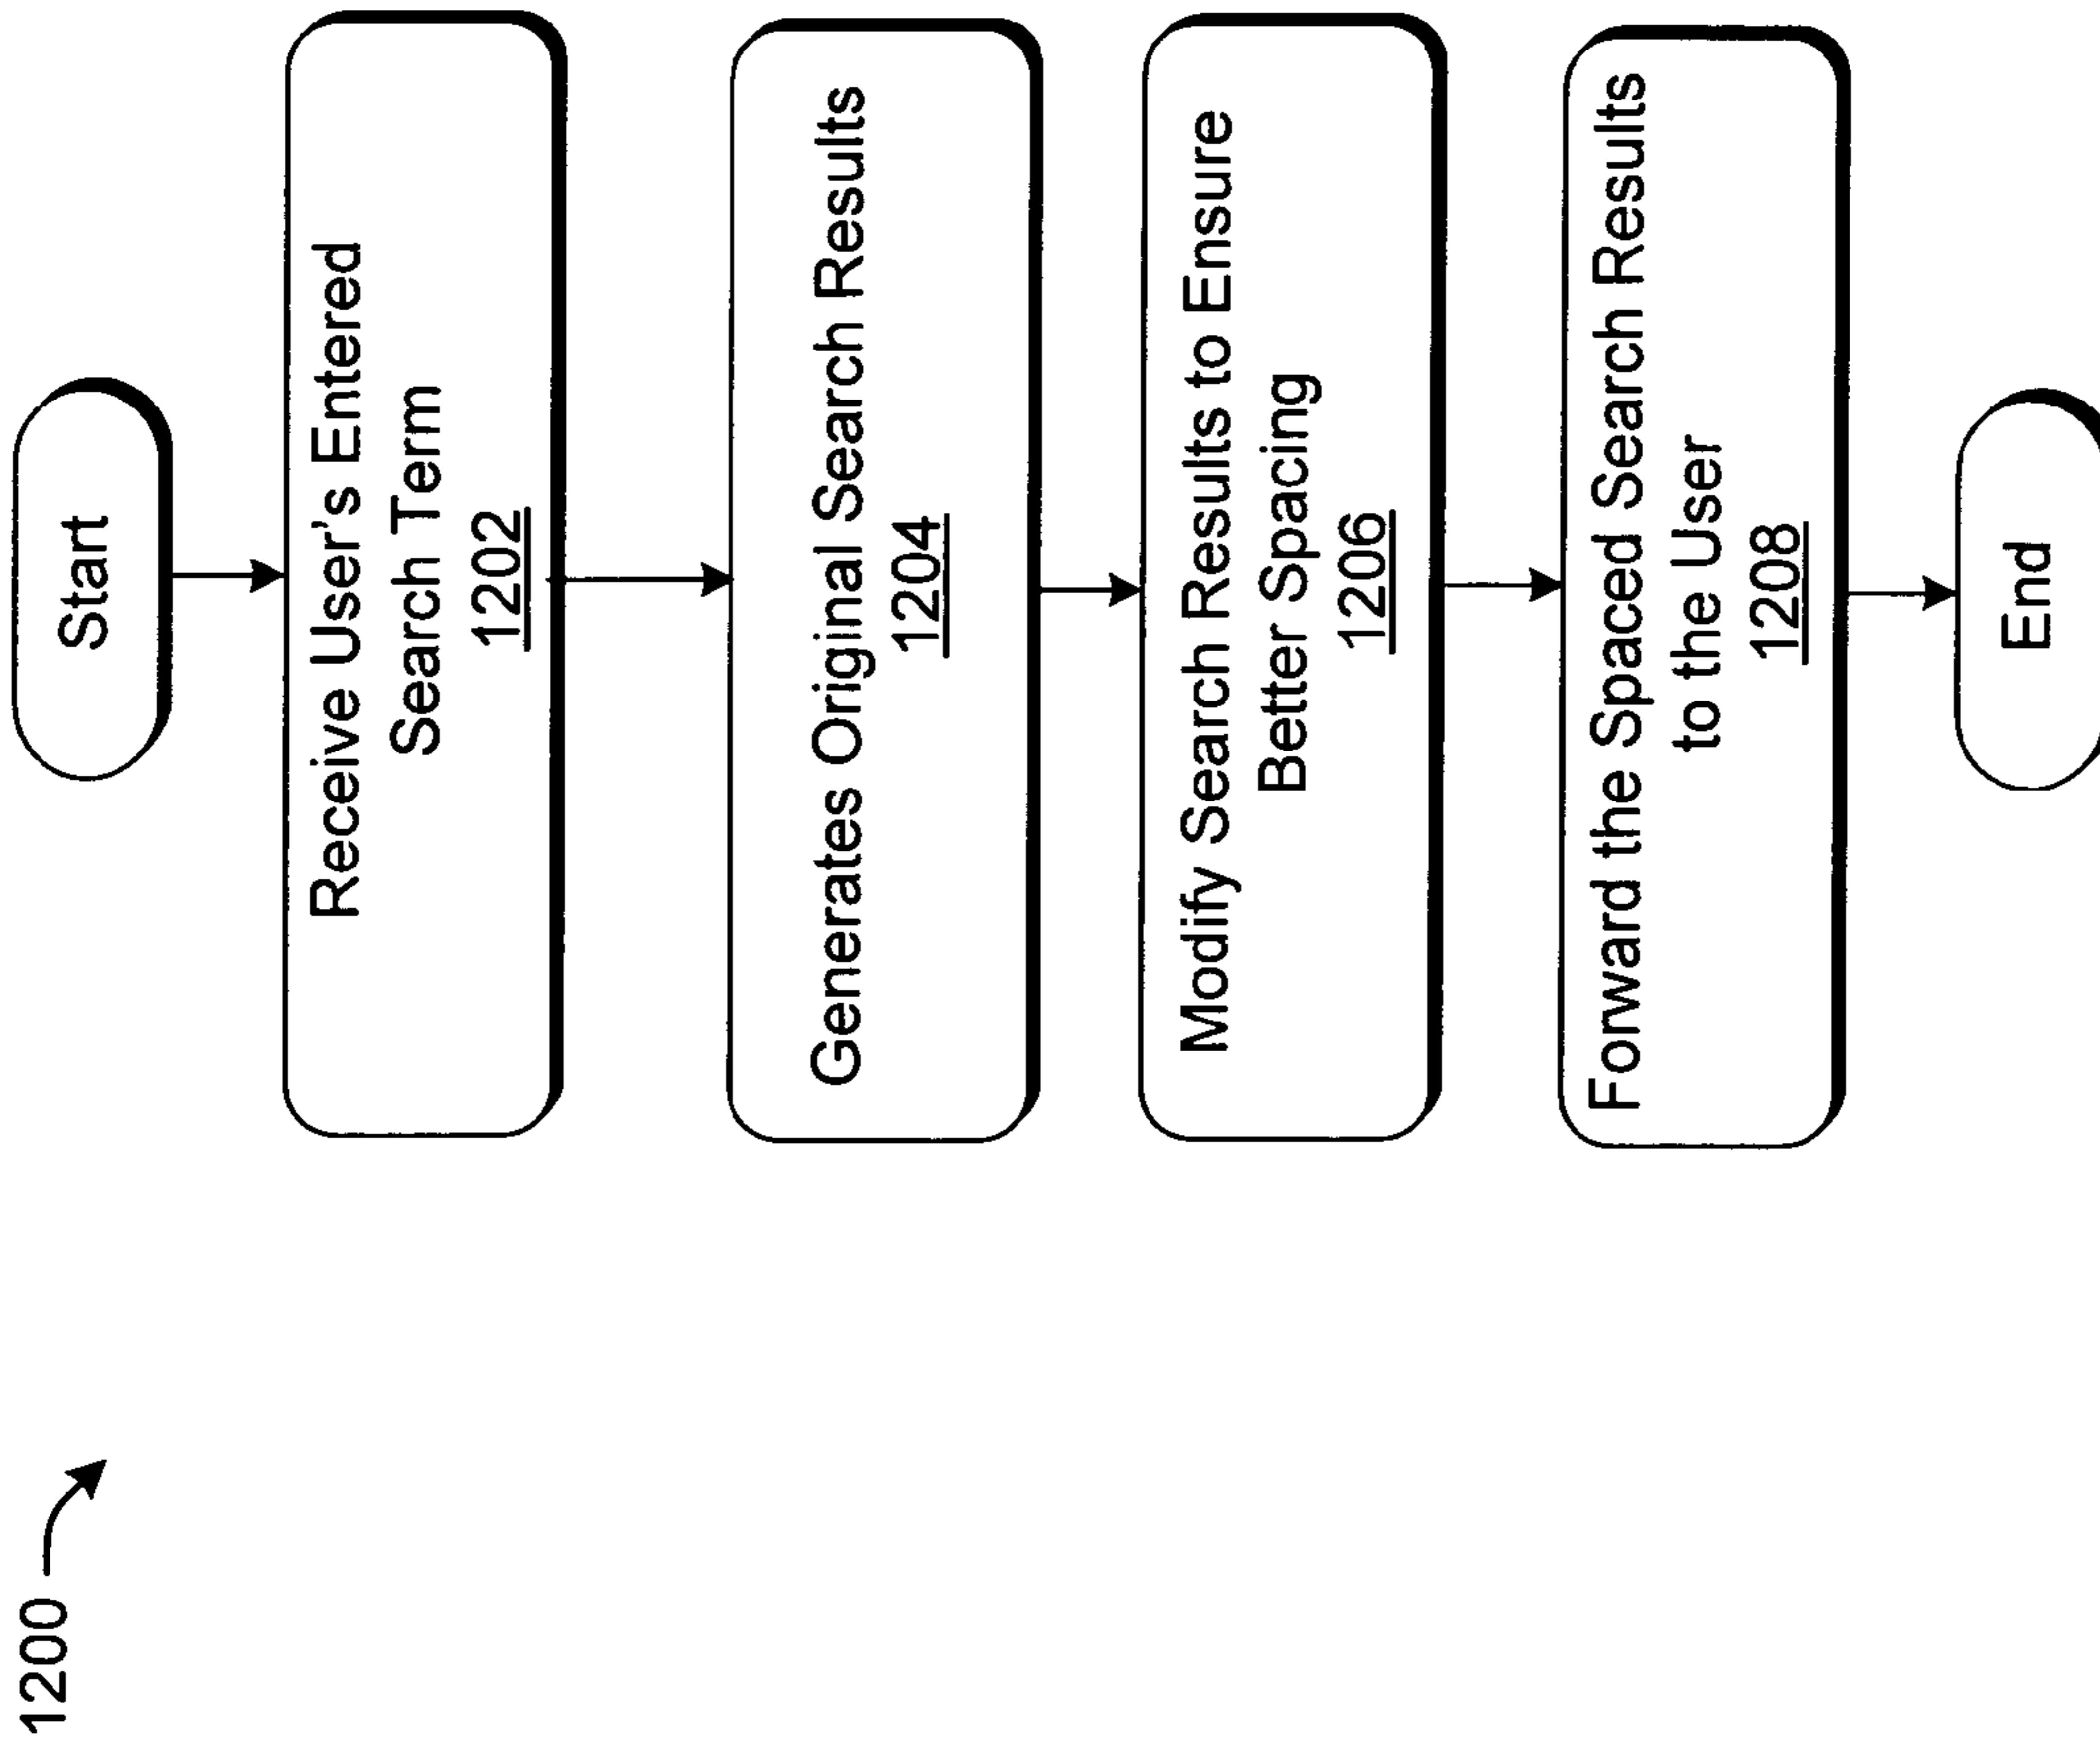 1200
Start
Receive User's Entered
Search Term
1202
Generates Original Search Results
1204
Modify Search Results to Ensure
Better Spacing
1206
Forward the Spaced Search Results
to the User
1208
End